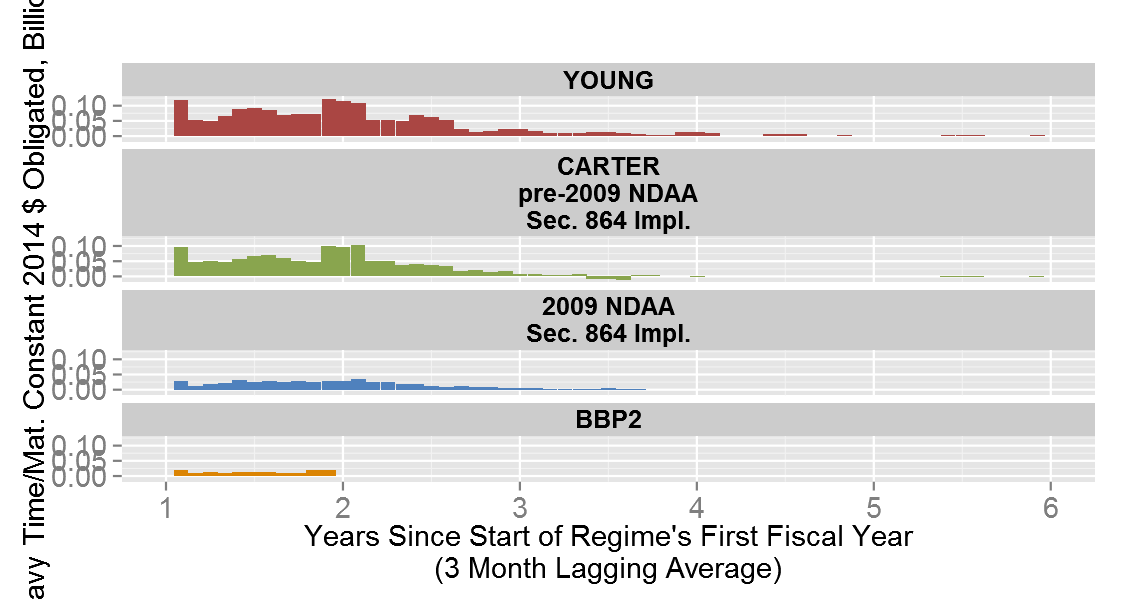 avy Time/Mat. Constant 2014 $ Obligated, Billio
YOUNG
0.10
0.05
0.00
CARTER
pre-2009 NDAA
Sec. 864 Impl.
0.10
0.05
0.00
2009 NDAA
Sec. 864 Impl.
0.10
0.05
0.00
BBP2
0.10
0.05
0.00
1 2 3 4 5 6
Years Since Start of Regime's First Fiscal Year
(3 Month Lagging Average)